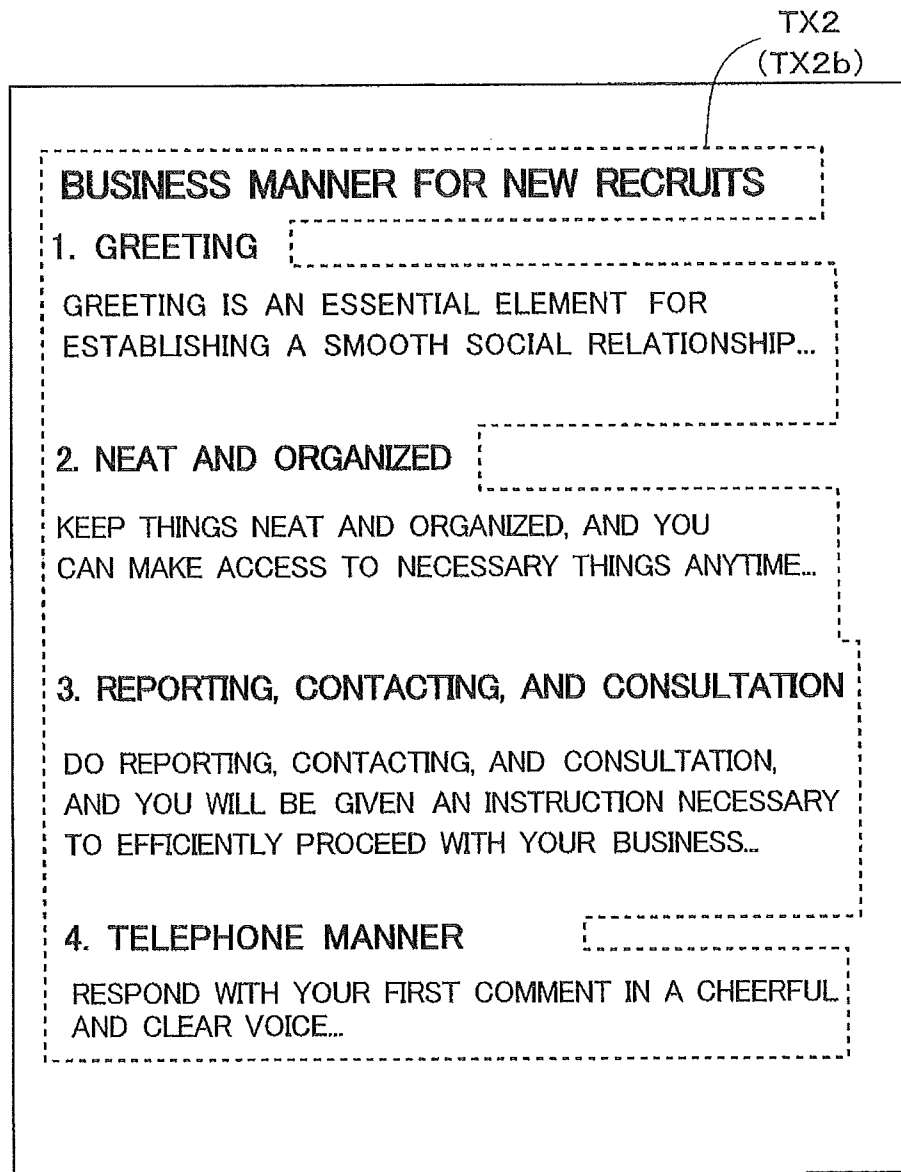 TX2
(TX2b)
BUSINESS MANNER FOR NEW RECRUITS
1. GREETING
GREETING IS AN ESSENTIAL ELEMENT FOR
ESTABLISHING A SMOOTH SOCIAL RELATIONSHIP...
2. NEAT AND ORGANIZED
KEEP THINGS NEAT AND ORGANIZED, AND YOU
CAN MAKE ACCESS TO NECESSARY THINGS ANYTIME...
3. REPORTING, CONTACTING, AND CONSULTATION
DO REPORTING, CONTACTING, AND CONSULTATION,
AND YOU WILL BE GIVEN AN INSTRUCTION NECESSARY
TO EFFICIENTLY PROCEED WITH YOUR BUSINESS...
4. TELEPHONE MANNER
RESPOND WITH YOUR FIRST COMMENT IN A CHEERFUL
AND CLEAR VOICE...